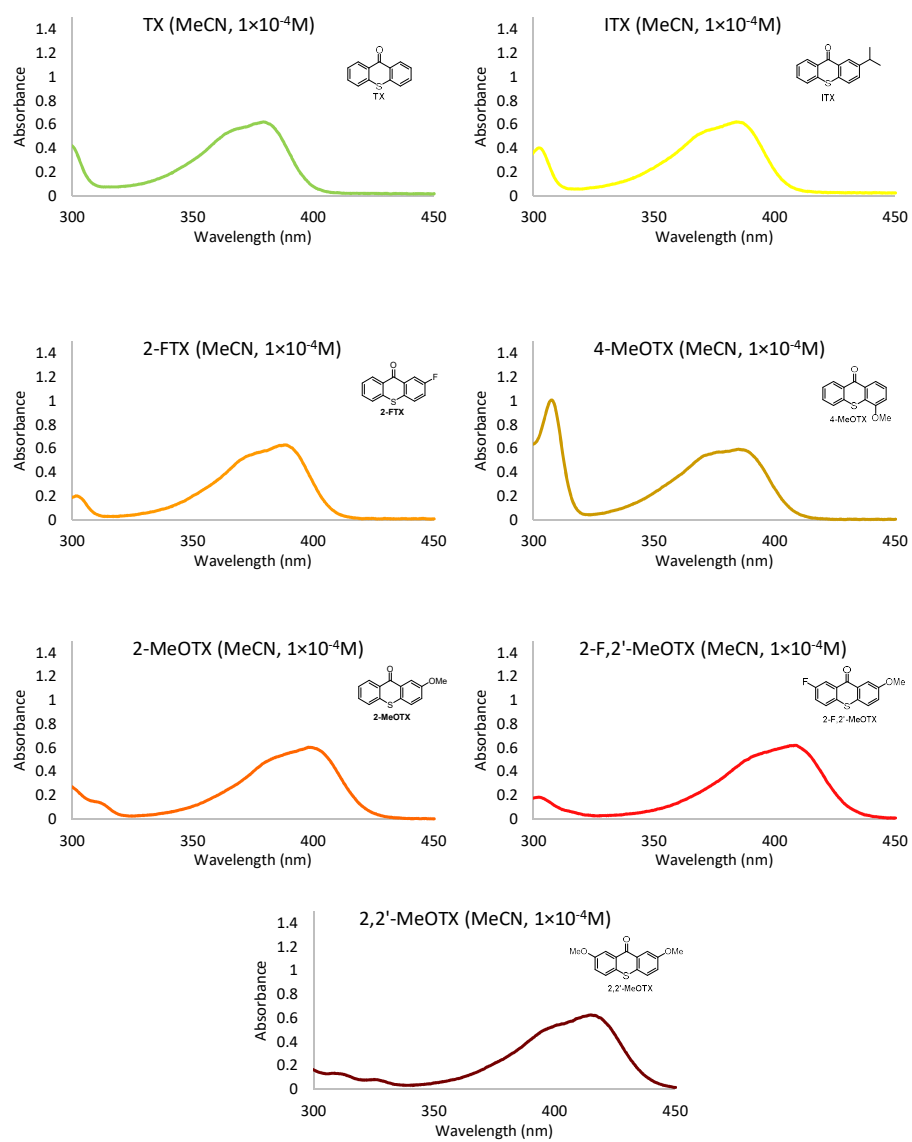 TX (MeCN, 1×10-4M)
1.4
1.2
1
0.8
0.6
0.4
0.2
0
Absorbance
300 350 400 450
Wavelength (nm)
O
S
TX
ITX (MeCN, 1×10-4M)
1.4
1.2
1
0.8
0.6
0.4
0.2
0
Absorbance
300 350 400 450
Wavelength (nm)
O
S
ITX
2-FTX (MeCN, 1×10-4M)
1.4
1.2
1
0.8
0.6
0.4
0.2
0
Absorbance
300 350 400 450
Wavelength (nm)
O
F
S
2-FTX
4-MeOTX (MeCN, 1×10-4M)
1.4
1.2
1
0.8
0.6
0.4
0.2
0
Absorbance
300 350 400 450
Wavelength (nm)
O
S
4-MeOTX OMe
2-MeOTX (MeCN, 1×10-4M)
1.4
1.2
1
0.8
0.6
0.4
0.2
0
Absorbance
300 350 400 450
Wavelength (nm)
O
OMe
S
2-MeOTX
2-F,2'-MeOTX (MeCN, 1×10-4M)
1.4
1.2
1
0.8
0.6
0.4
0.2
0
Absorbance
300 350 400 450
Wavelength (nm)
O
F OMe
S
2-F,2'-MeOTX
2,2'-MeOTX (MeCN, 1×10-4M)
1.4
1.2
1
0.8
0.6
0.4
0.2
0
Absorbance
300 350 400 450
Wavelength (nm)
O
MeO OMe
S
2,2'-MeOTX